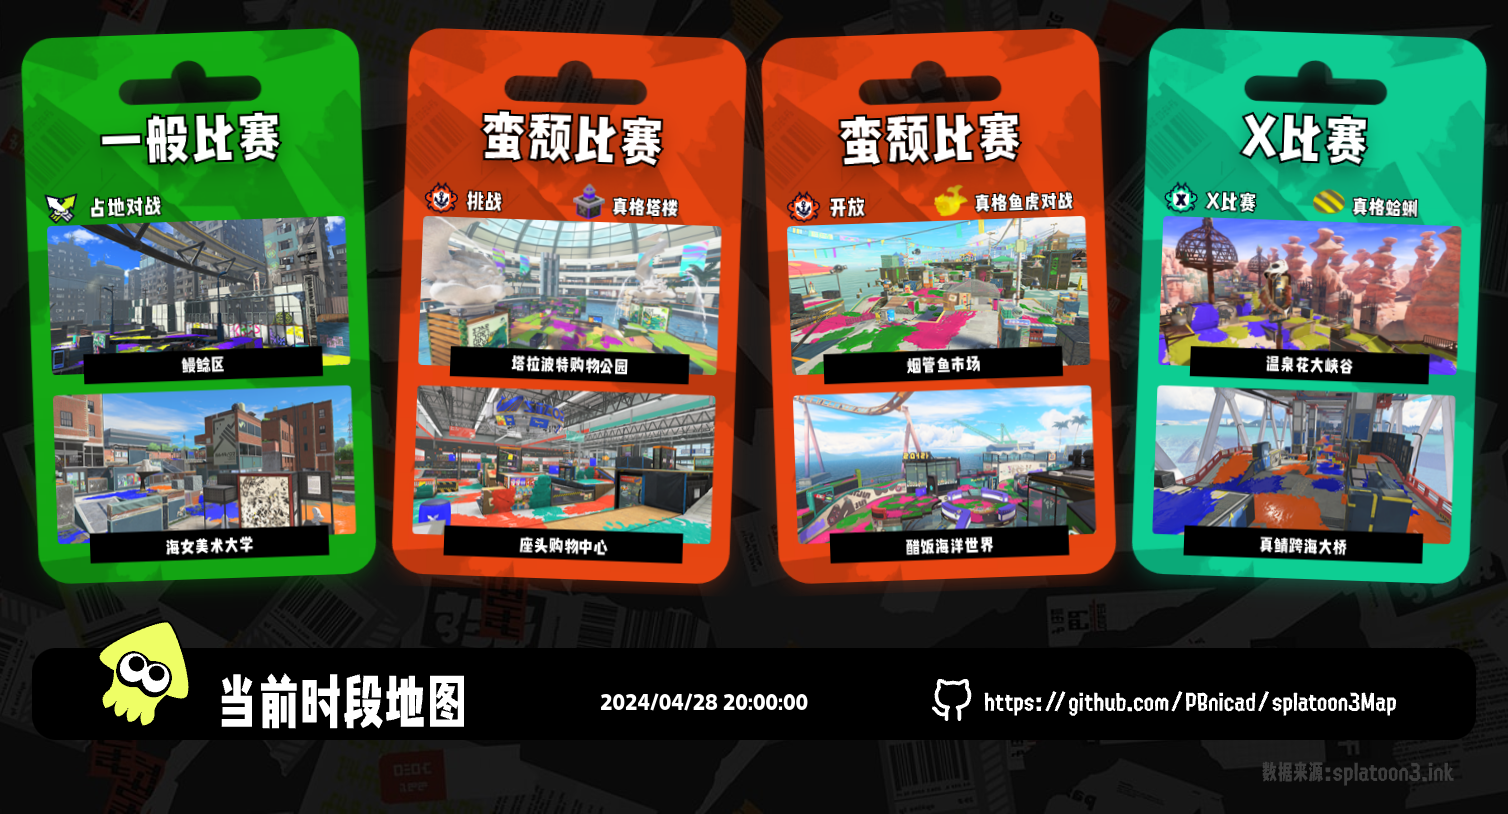 一般比赛
占地对战
鳗鲶区
海女美术大学
蛮颓比赛
挑战
真格塔楼
塔拉波特购物公园
座头购物中心
蛮颓比赛
开放
真格鱼虎对战
烟管鱼市场
醋饭海洋世界
X比赛
X比赛
真格蛤蜊
温泉花大峡谷
真鲭跨海大桥
当前时段地图
2024/04/28 20:00:00
https://github.com/PBnicad/splatoon3Map
数据来源:splatoon3.ink